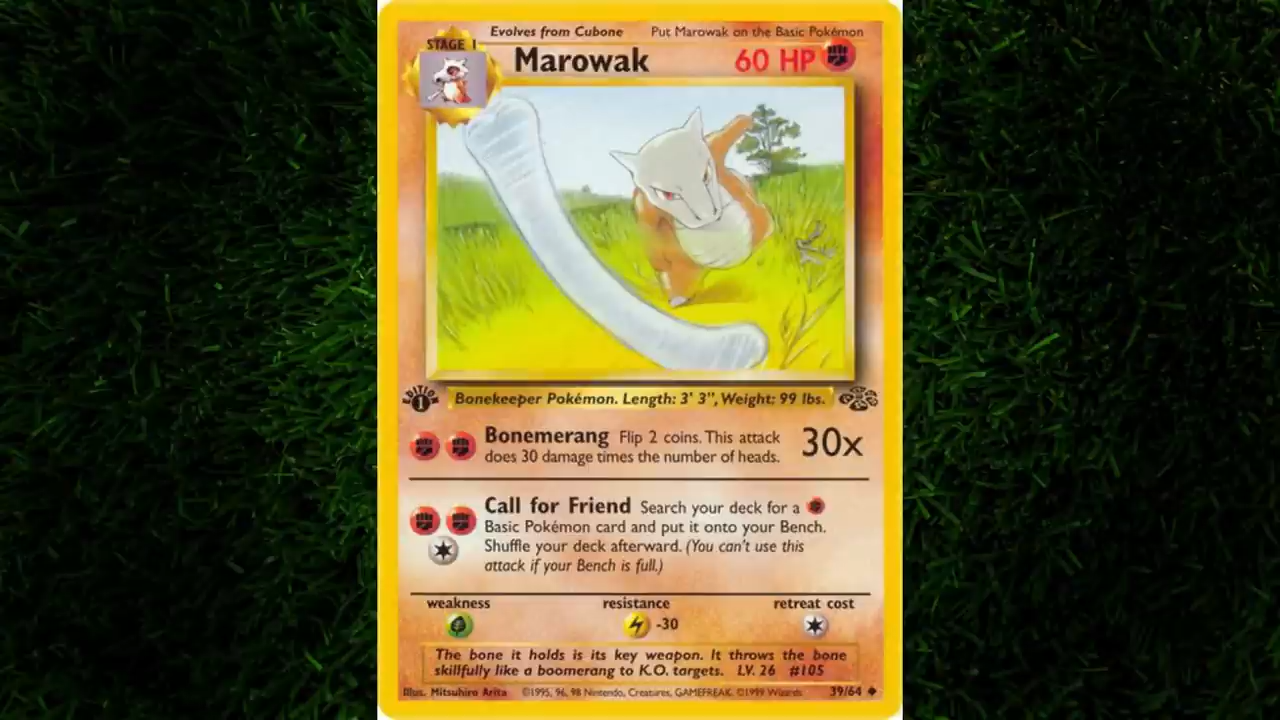 Evolves from Cubone Put Marowak on the Basic Pokémon
STAGE 1
Marowak 60 HP
EDITION 1
Bonekeeper Pokémon. Length: 3' 3", Weight: 99 lbs.
Bonemerang Flip 2 coins. This attack
does 30 damage times the number of heads.
30x
Call for Friend Search your deck for a
Basic Pokémon card and put it onto your Bench.
Shuffle your deck afterward. (You can't use this
attack if your Bench is full.)
weakness resistance retreat cost
-30
The bone it holds is its key weapon. It throws the bone
skillfully like a boomerang to K.O. targets. LV. 26 #105
Illus. Mitsuhiro Arita ©1995, 96, 98 Nintendo, Creatures, GAMEFREAK. ©1999 Wizards 39/64